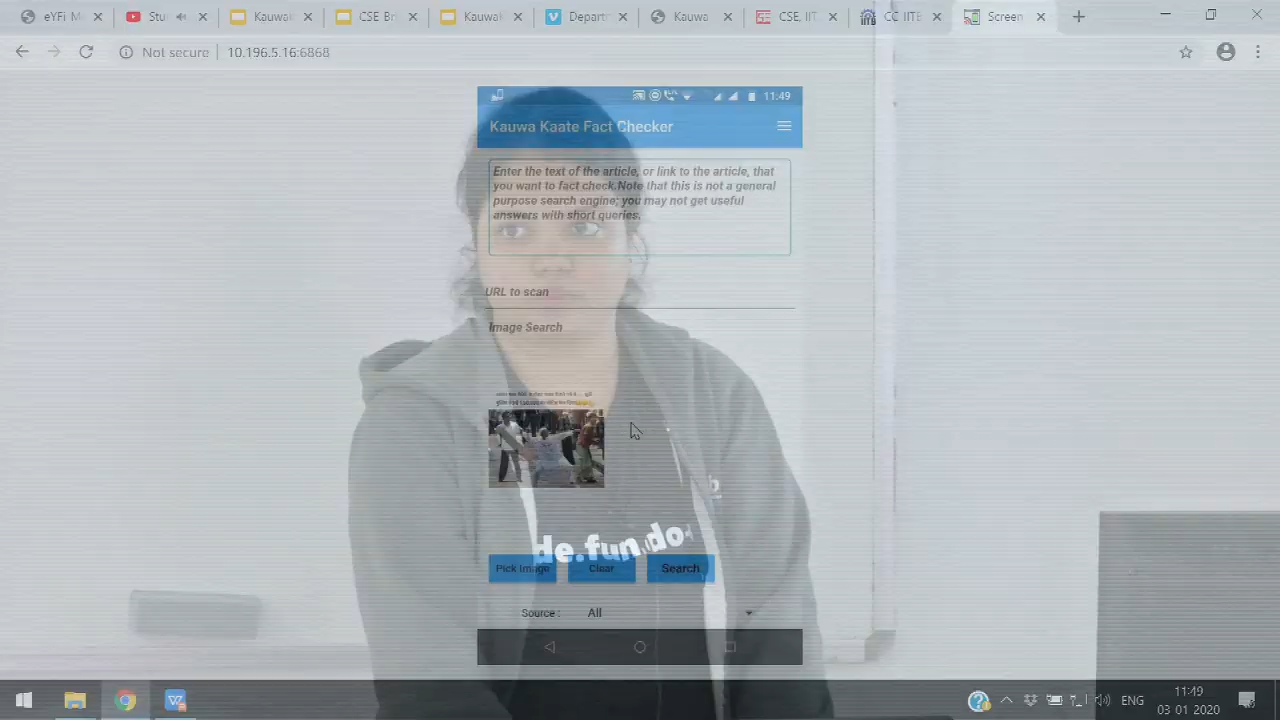 eYFi M
Stu
Kauwa
CSE Br
Kauwa
Depart
Kauwa
CSE, IIT
CC IITB
Screen
Not secure
10.196.5.16:6868
11:49
Kauwa Kaate Fact Checker
Enter the text of the article, or link to the article, that
you want to fact check.Note that this is not a general
purpose search engine; you may not get useful
answers with short queries.
URL to scan
Image Search
de.fun.do
Pick Image
Clear
Search
Source :
All
ENG
11:49
03-01-2020